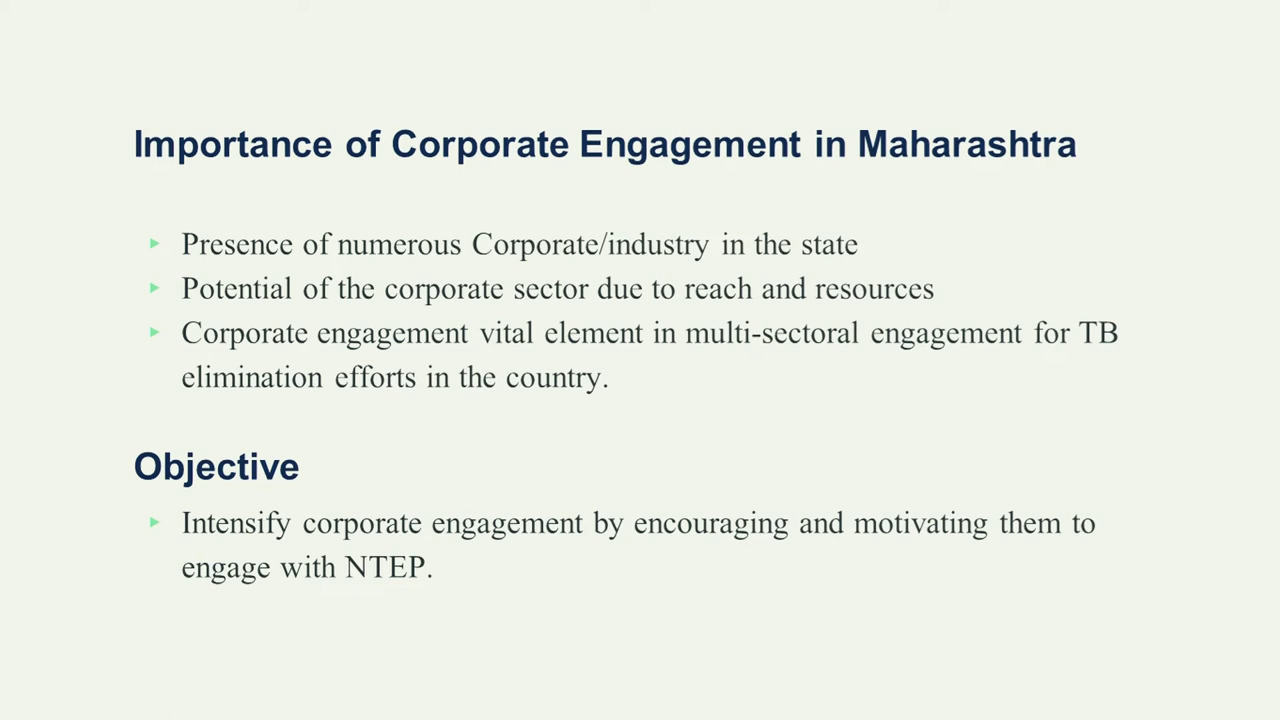 Importance of Corporate Engagement in Maharashtra
Presence of numerous Corporate/industry in the state
Potential of the corporate sector due to reach and resources
Corporate engagement vital element in multi-sectoral engagement for TB
elimination efforts in the country.
Objective
Intensify corporate engagement by encouraging and motivating them to
engage with NTEP.